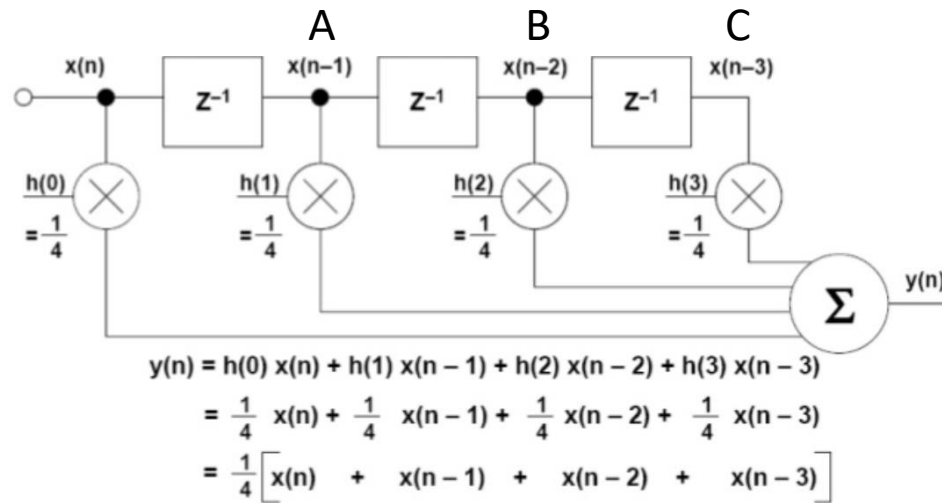 A B C
x(n) x(n–1) x(n–2) x(n–3)
Z–1 Z–1 Z–1
h(0) h(1) h(2) h(3)
= 1/4 = 1/4 = 1/4 = 1/4
Σ y(n)
y(n) = h(0) x(n) + h(1) x(n – 1) + h(2) x(n – 2) + h(3) x(n – 3)
= 1/4 x(n) + 1/4 x(n – 1) + 1/4 x(n – 2) + 1/4 x(n – 3)
= 1/4 [x(n) + x(n – 1) + x(n – 2) + x(n – 3)]